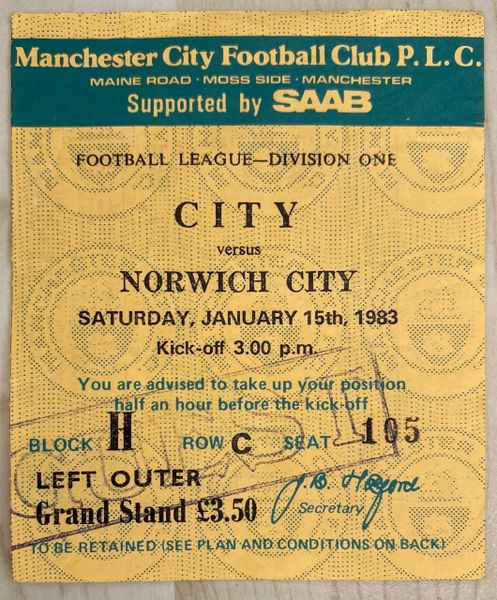 Manchester City Football Club P.L.C.
MAINE ROAD · MOSS SIDE · MANCHESTER
Supported by SAAB
FOOTBALL LEAGUE—DIVISION ONE
CITY
versus
NORWICH CITY
SATURDAY, JANUARY 15th, 1983
Kick-off 3.00 p.m.
You are advised to take up your position
half an hour before the kick-off
BLOCK H ROW C SEAT 105
GUEST
LEFT OUTER
Grand Stand £3.50
Secretary
TO BE RETAINED (SEE PLAN AND CONDITIONS ON BACK)